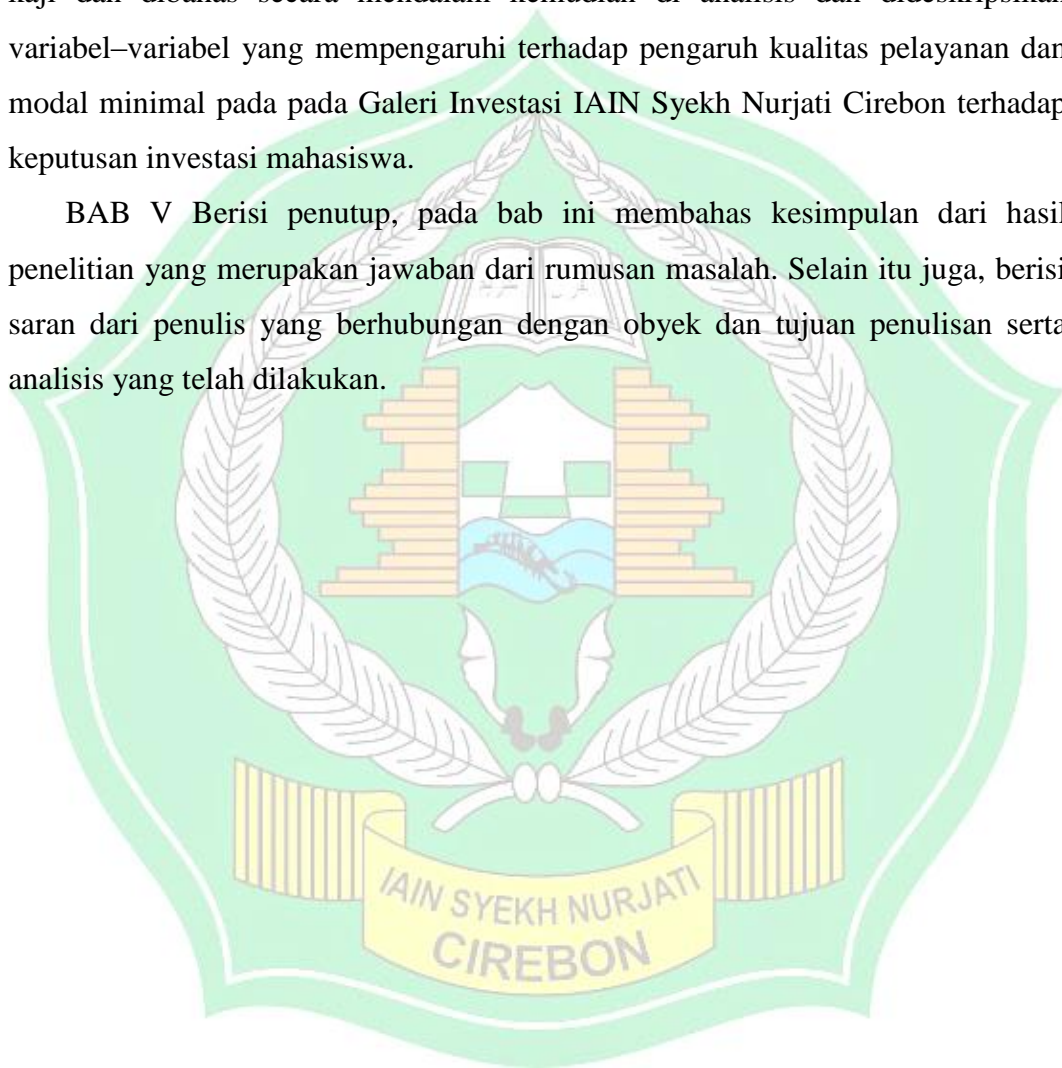 kaji dan dibahas secara mendalam kemudian di analisis dan dideskripsikan
variabel–variabel yang mempengaruhi terhadap pengaruh kualitas pelayanan dan
modal minimal pada pada Galeri Investasi IAIN Syekh Nurjati Cirebon terhadap
keputusan investasi mahasiswa.
BAB V Berisi penutup, pada bab ini membahas kesimpulan dari hasil
penelitian yang merupakan jawaban dari rumusan masalah. Selain itu juga, berisi
saran dari penulis yang berhubungan dengan obyek dan tujuan penulisan serta
analisis yang telah dilakukan.
IAIN SYEKH NURJATI
CIREBON